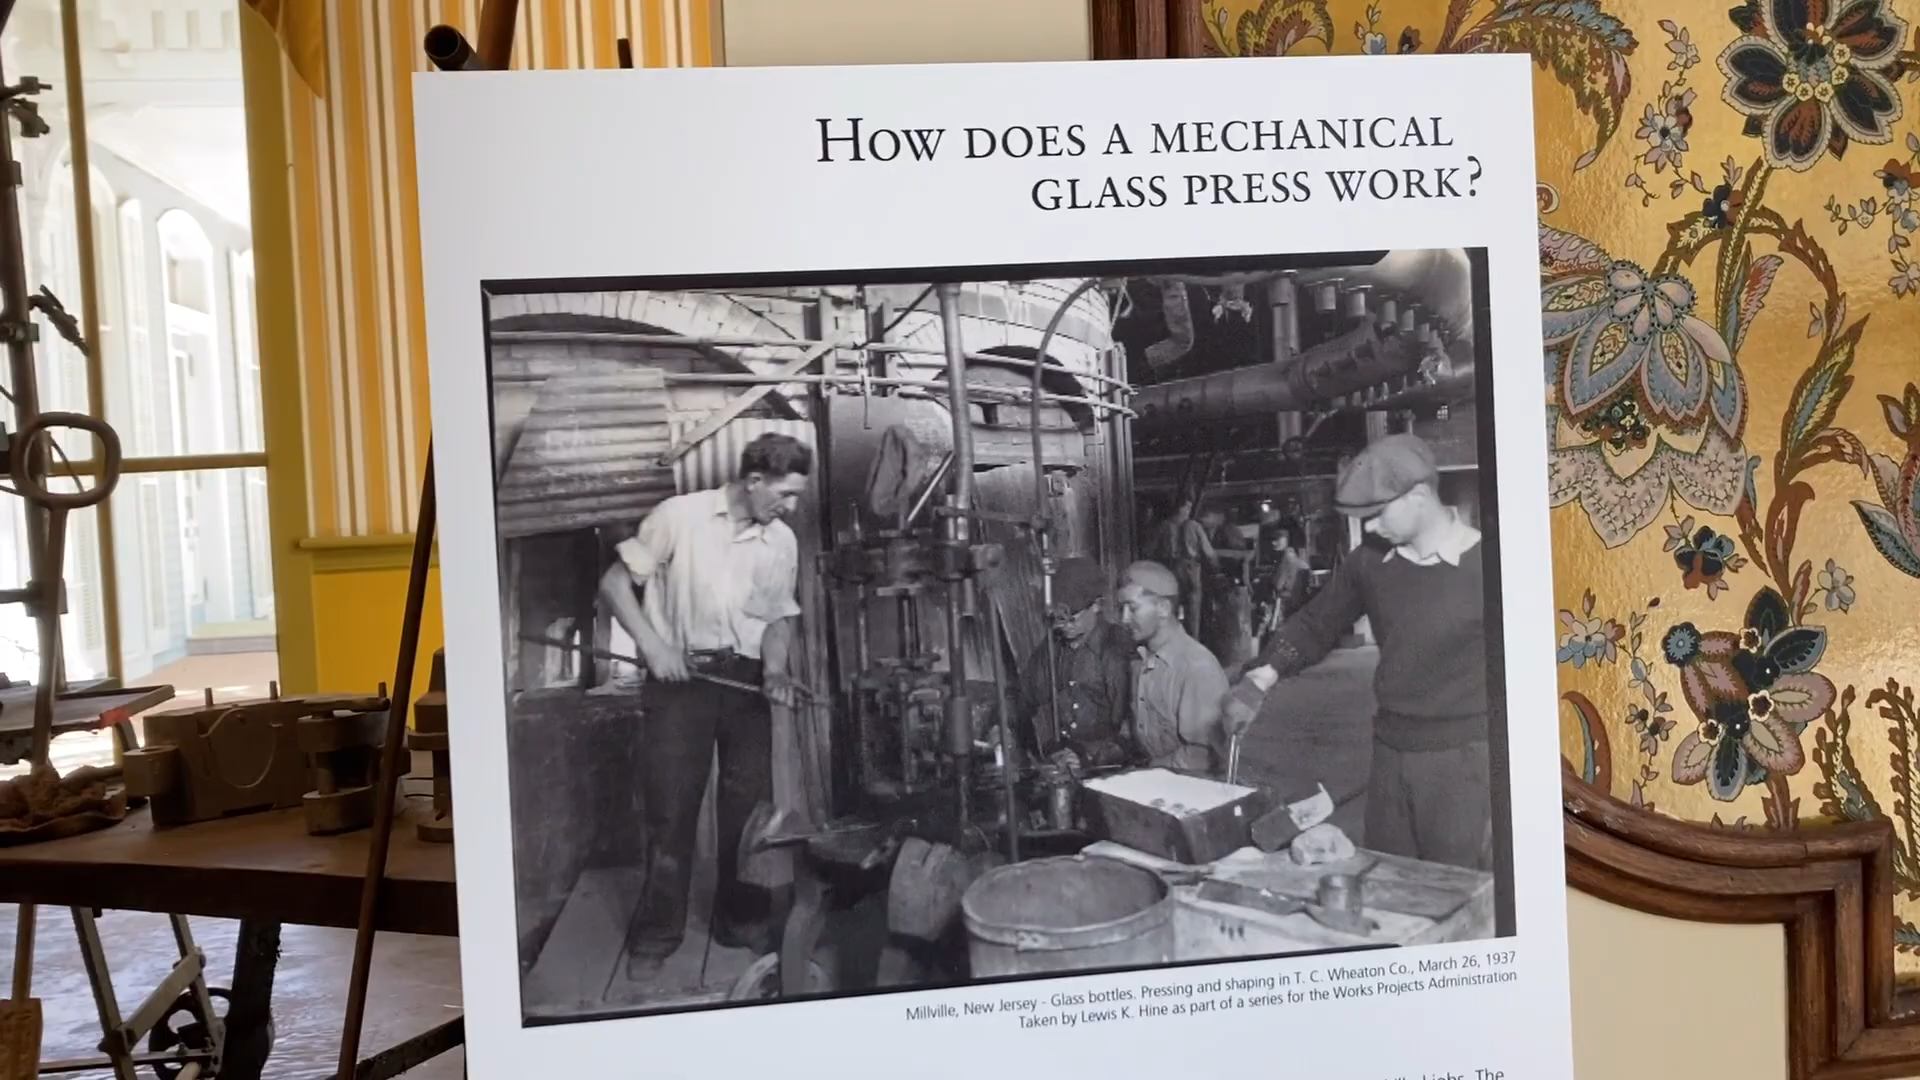 HOW DOES A MECHANICAL
GLASS PRESS WORK?
Millville, New Jersey - Glass bottles. Pressing and shaping in T. C. Wheaton Co., March 26, 1937
Taken by Lewis K. Hine as part of a series for the Works Projects Administration
The